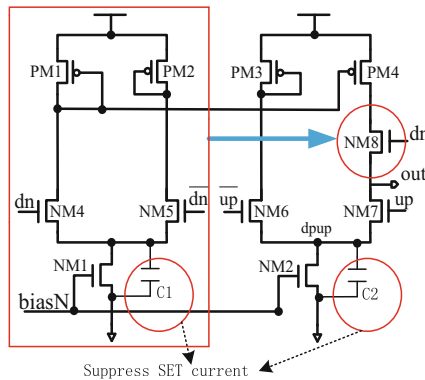 PM1 PM2 PM3 PM4
NM8 dn
out
dn NM4 NM5 dn up NM6 NM7 up
dpup
NM1 C1 NM2 C2
biasN
Suppress SET current